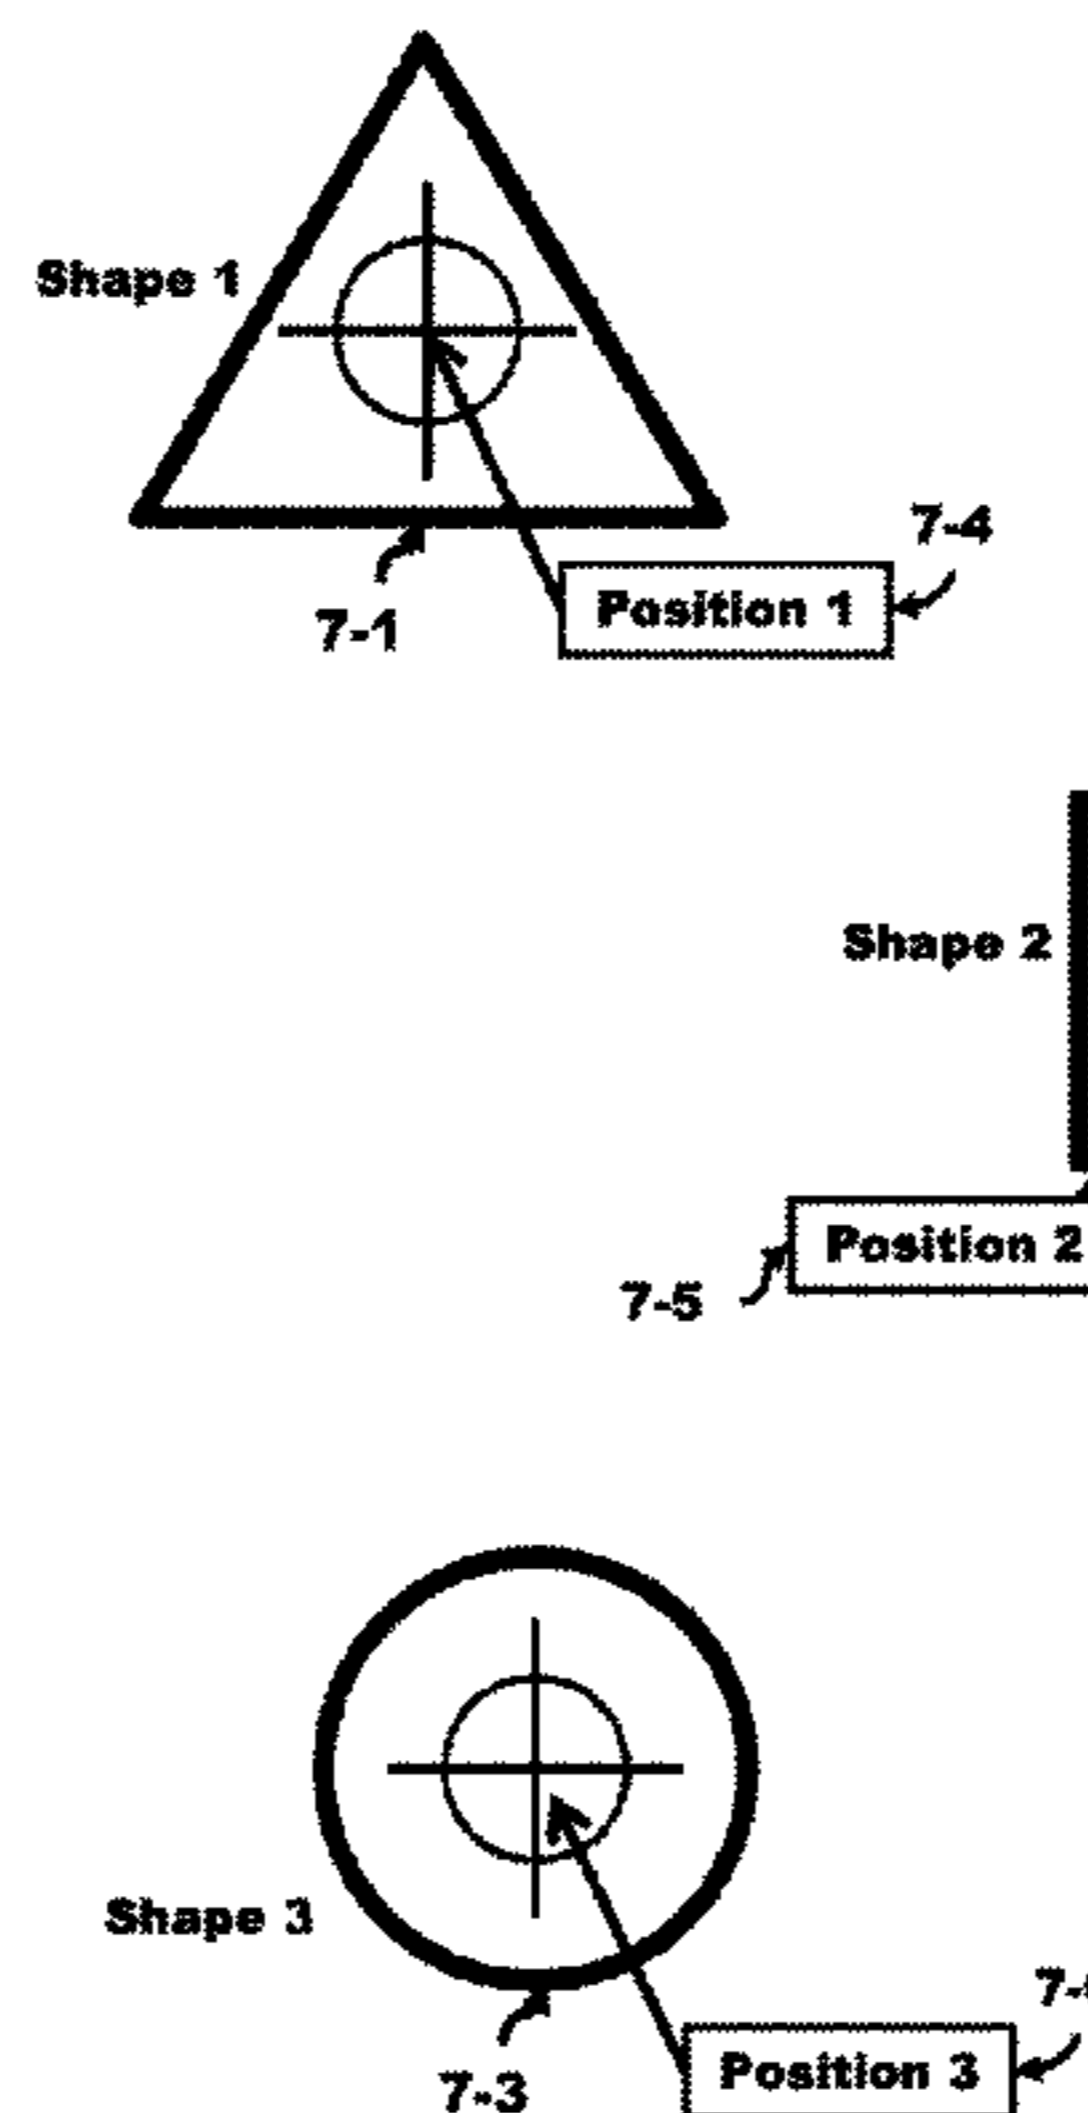 Shape 1
7-4
Position 1
7-1
Shape 2
Position 2
7-5
Shape 3
Position 3
7-3